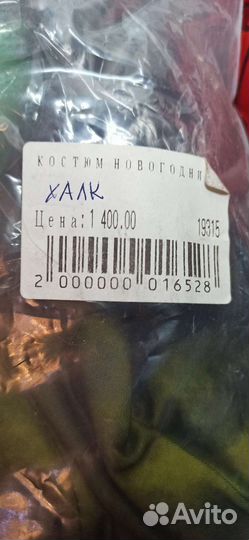 КОСТЮМ НОВОГОДНИ
ХАЛК
Цена: 1 400.00 19315
2 000000 016528
Avito